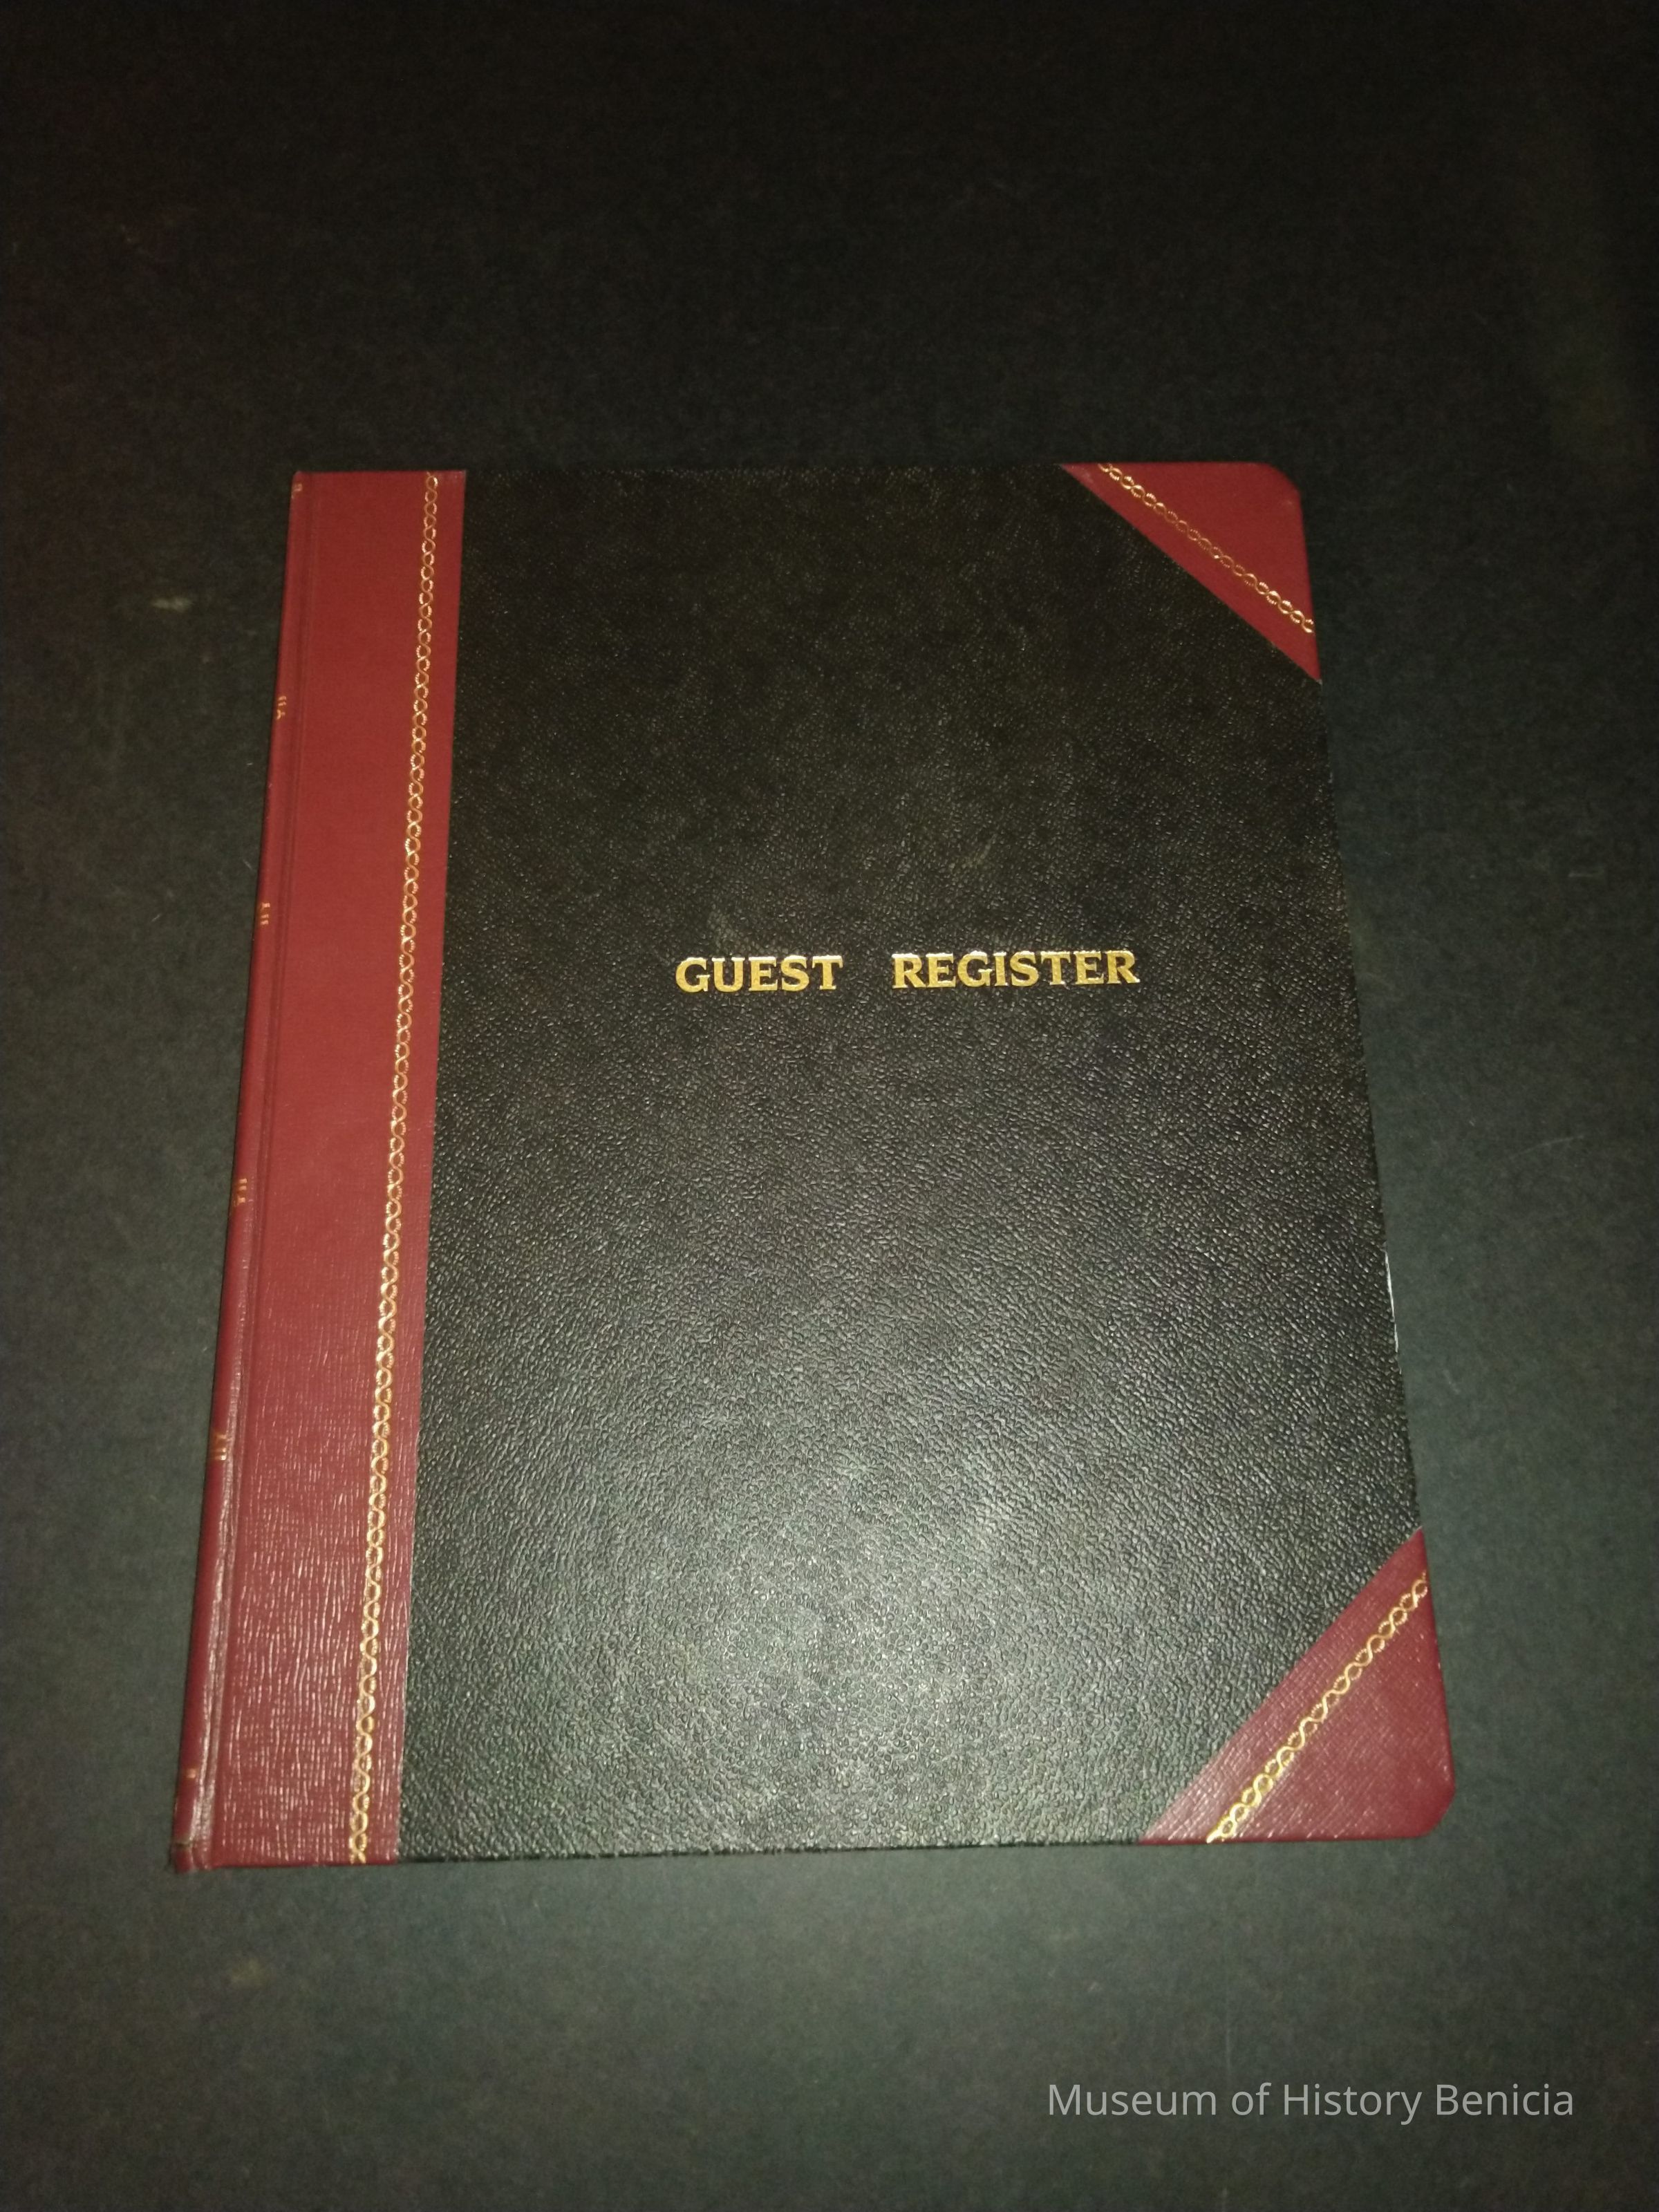 GUEST REGISTER
Museum of History Benicia